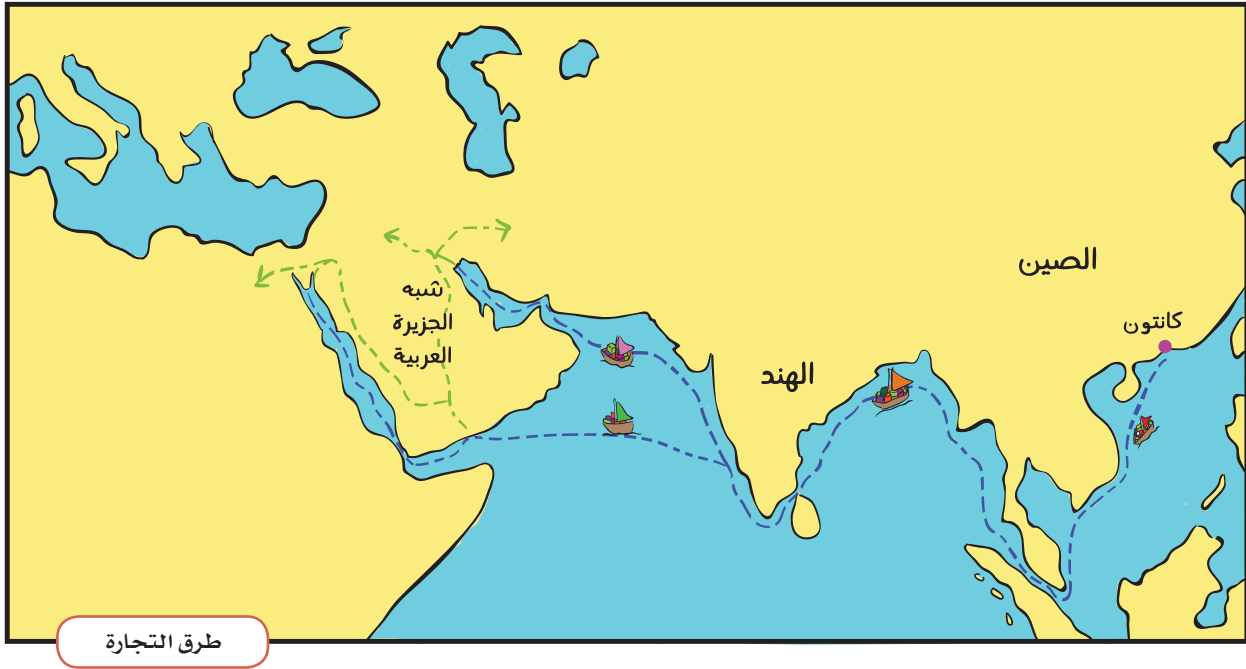 الصين
كانتون
شبه
الجزيرة
العربية
الهند
طرق التجارة